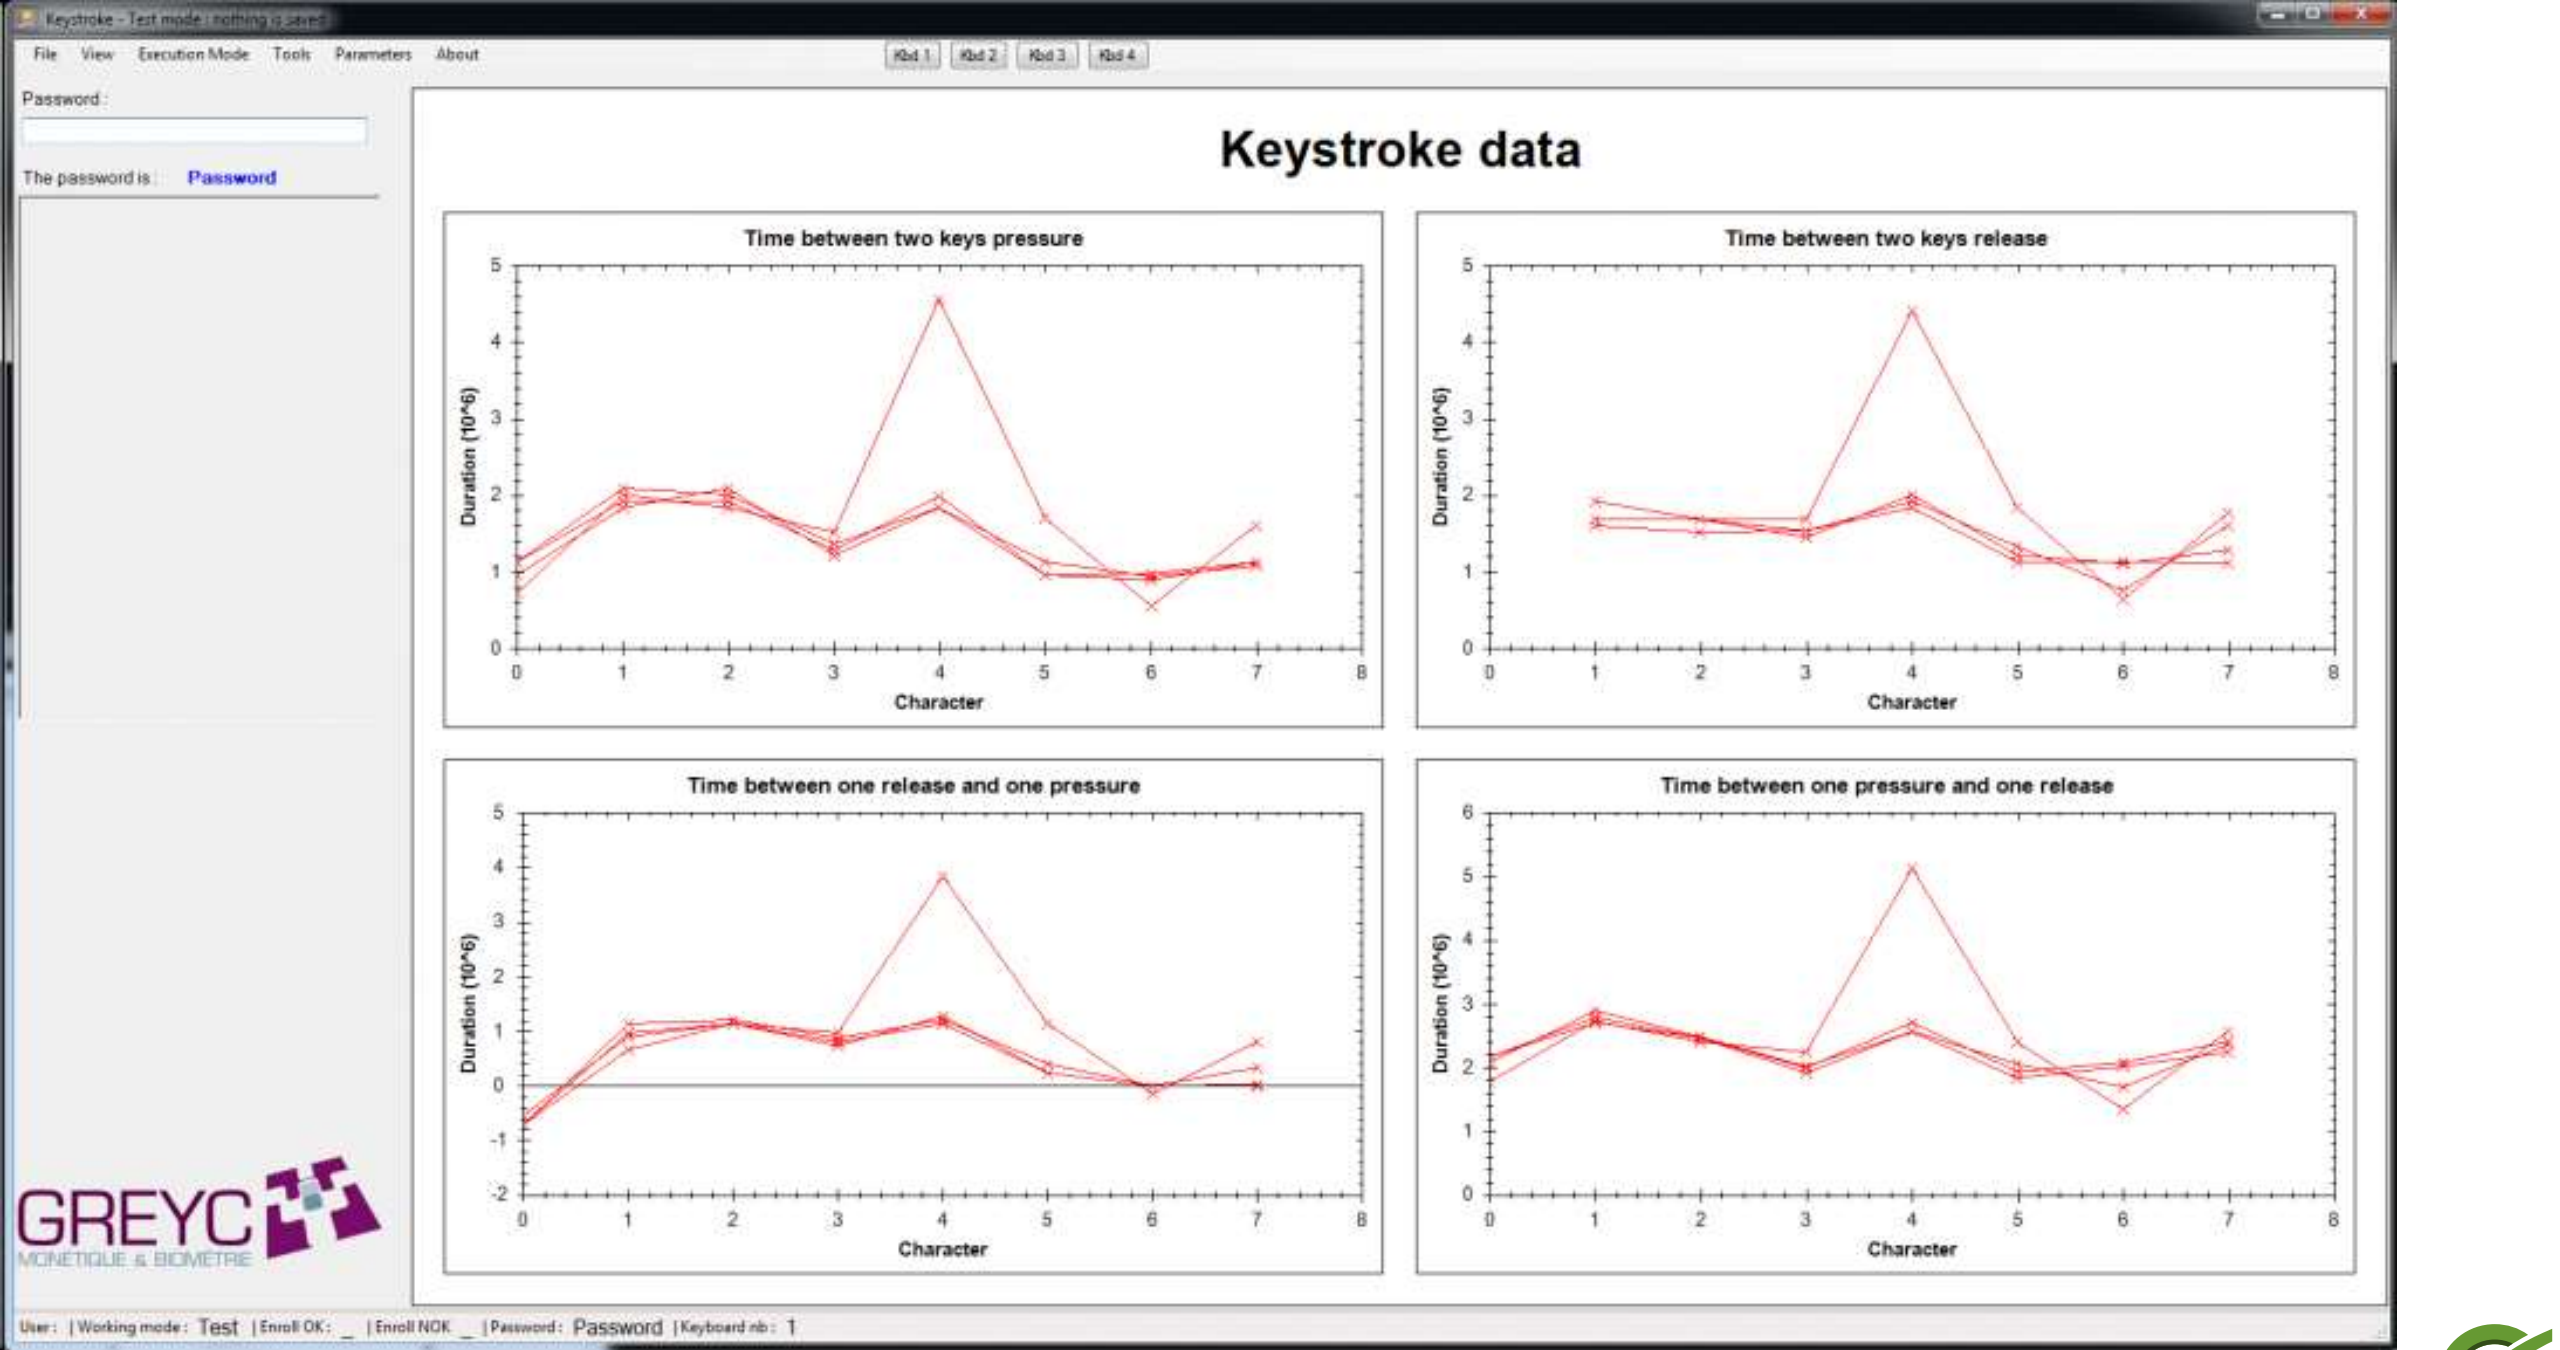 Keystroke - Test mode : nothing is saved
File View Execution Mode Tools Parameters About Kbd 1 Kbd 2 Kbd 3 Kbd 4
Password :
The password is : Password
Keystroke data
Time between two keys pressure
5
4
3
2
1
0
Duration (10^6)
0 1 2 3 4 5 6 7 8
Character
Time between two keys release
5
4
3
2
1
0
Duration (10^6)
0 1 2 3 4 5 6 7 8
Character
Time between one release and one pressure
5
4
3
2
1
0
-1
-2
Duration (10^6)
0 1 2 3 4 5 6 7 8
Character
Time between one pressure and one release
6
5
4
3
2
1
0
Duration (10^6)
0 1 2 3 4 5 6 7 8
Character
GREYC
MONÉTIQUE & BIOMÉTRIE
User : | Working mode : Test | Enroll OK : _ | Enroll NOK _ | Password : Password | Keyboard nb : 1